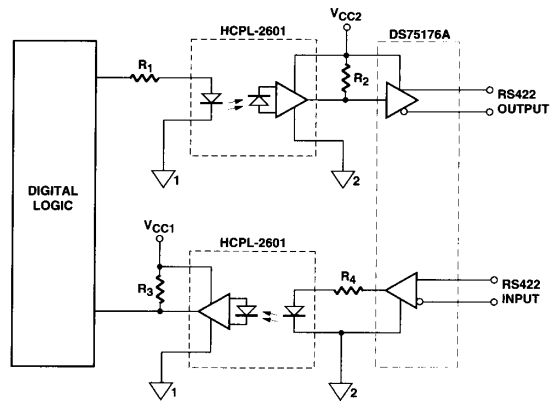 HCPL-2601
VCC2
DS75176A
R1
R2
RS422
OUTPUT
1
2
DIGITAL
LOGIC
VCC1
HCPL-2601
R3
R4
RS422
INPUT
1
2